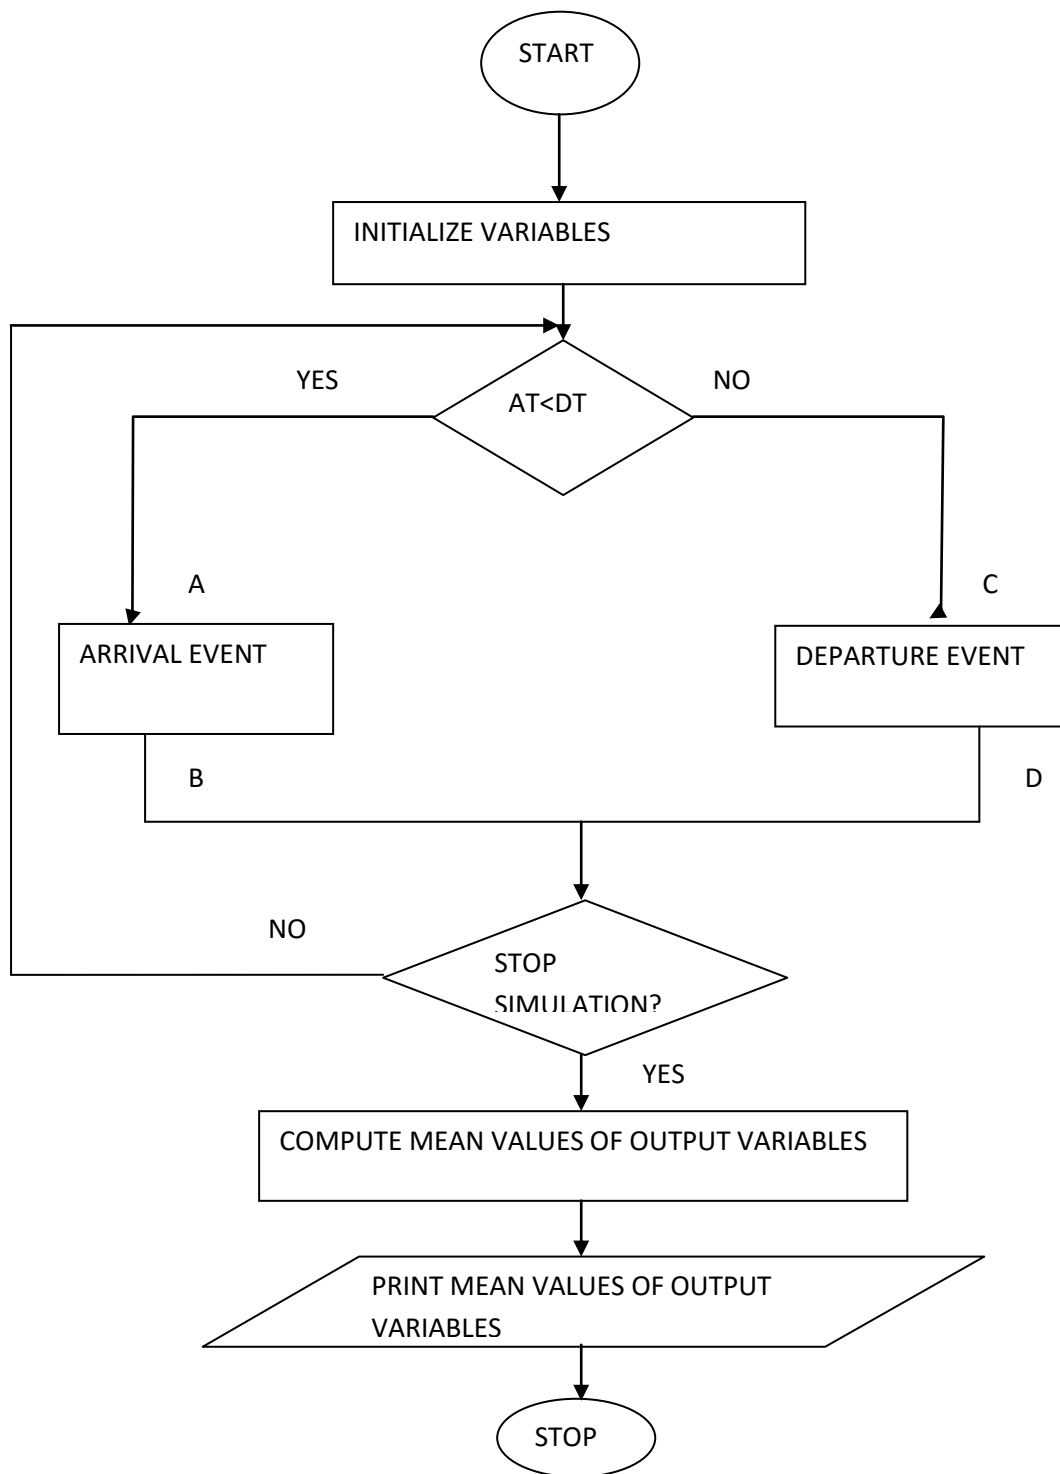 START
INITIALIZE VARIABLES
YES
NO
AT<DT
A
C
ARRIVAL EVENT
DEPARTURE EVENT
B
D
NO
STOP
SIMULATION?
YES
COMPUTE MEAN VALUES OF OUTPUT VARIABLES
PRINT MEAN VALUES OF OUTPUT
VARIABLES
STOP